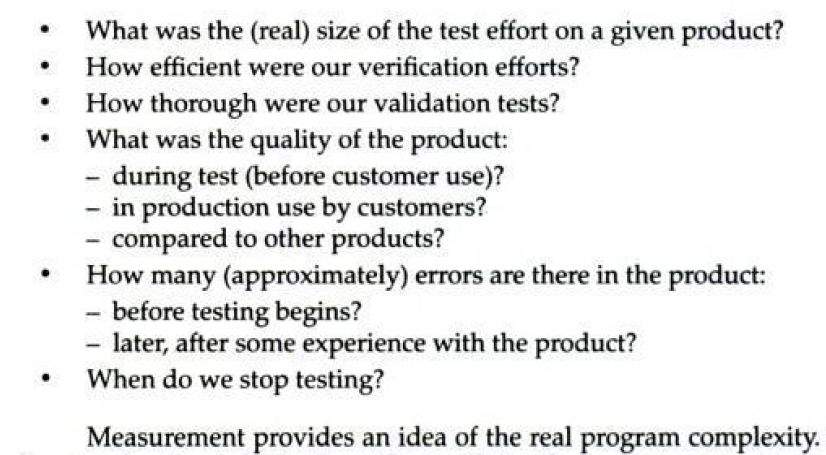 • What was the (real) size of the test effort on a given product?
• How efficient were our verification efforts?
• How thorough were our validation tests?
• What was the quality of the product:
– during test (before customer use)?
– in production use by customers?
– compared to other products?
• How many (approximately) errors are there in the product:
– before testing begins?
– later, after some experience with the product?
• When do we stop testing?
Measurement provides an idea of the real program complexity.